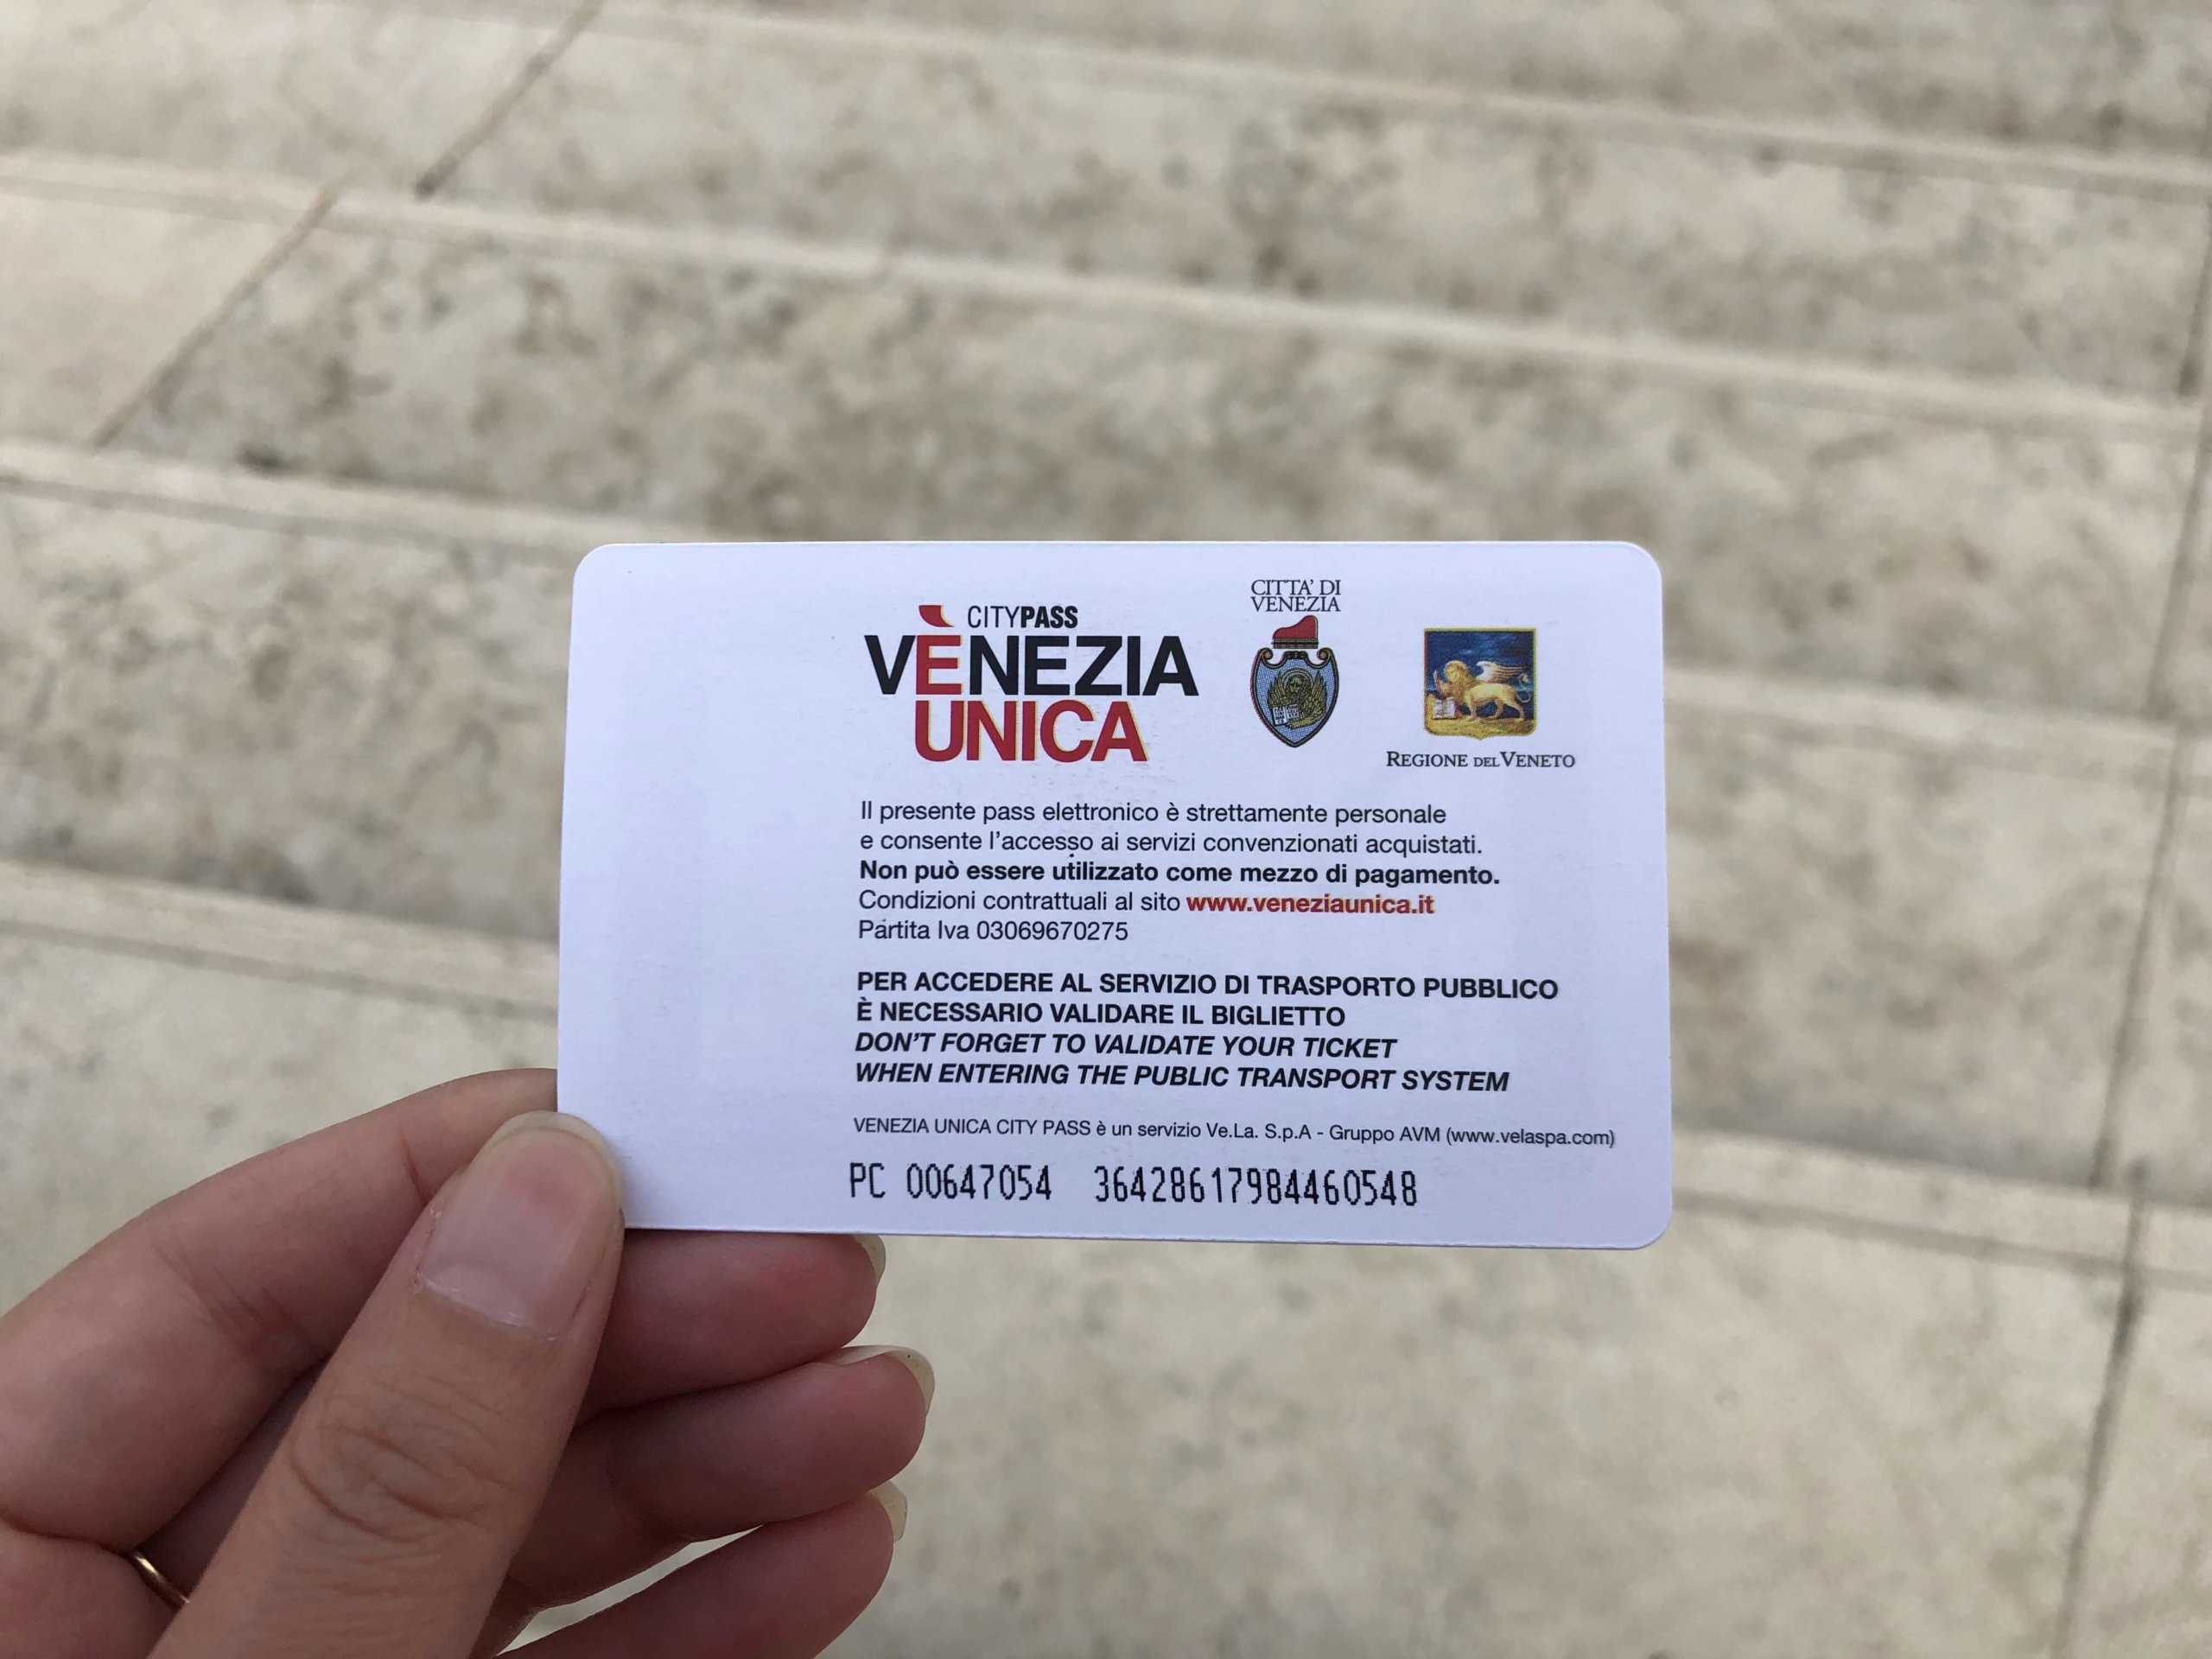 CITYPASS
VÈNEZIA
UNICA
CITTA' DI
VENEZIA
REGIONE DEL VENETO
Il presente pass elettronico è strettamente personale
e consente l'accesso ai servizi convenzionati acquistati.
Non può essere utilizzato come mezzo di pagamento.
Condizioni contrattuali al sito www.veneziaunica.it
Partita Iva 03069670275
PER ACCEDERE AL SERVIZIO DI TRASPORTO PUBBLICO
È NECESSARIO VALIDARE IL BIGLIETTO
DON'T FORGET TO VALIDATE YOUR TICKET
WHEN ENTERING THE PUBLIC TRANSPORT SYSTEM
VENEZIA UNICA CITY PASS è un servizio Ve.La. S.p.A - Gruppo AVM (www.velaspa.com)
PC 00647054 36428617984460548